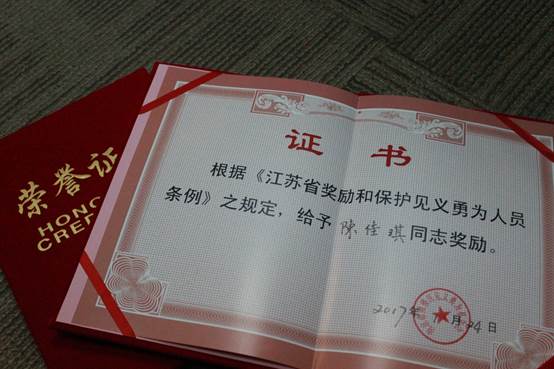 荣誉证
HONO
CRED
证 书
根据《江苏省奖励和保护见义勇为人员
条例》之规定，给予 陈佳琪 同志奖励。
2017年 月24日